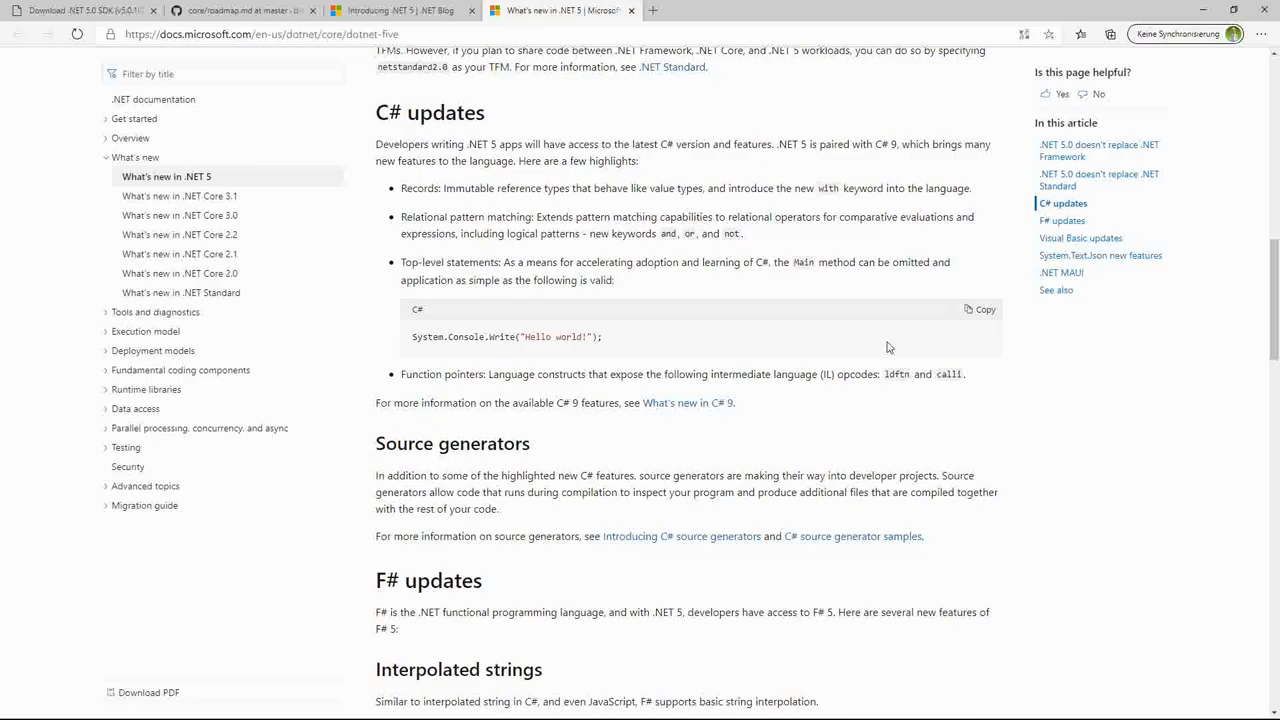 Download .NET 5.0 SDK (v5.0.10
core/roadmap.md at master · 
Introducing .NET 5 | .NET Blog
What's new in .NET 5 | Microsof
https://docs.microsoft.com/en-us/dotnet/core/dotnet-five
Keine Synchronisierung
Filter by title
.NET documentation
Get started
Overview
What's new
What's new in .NET 5
What's new in .NET Core 3.1
What's new in .NET Core 3.0
What's new in .NET Core 2.2
What's new in .NET Core 2.1
What's new in .NET Core 2.0
What's new in .NET Standard
Tools and diagnostics
Execution model
Deployment models
Fundamental coding components
Runtime libraries
Data access
Parallel processing, concurrency, and async
Testing
Security
Advanced topics
Migration guide
Download PDF
TFMs. However, if you plan to share code between .NET Framework, .NET Core, and .NET 5 workloads, you can do so by specifying
netstandard2.0 as your TFM. For more information, see .NET Standard.
C# updates
Developers writing .NET 5 apps will have access to the latest C# version and features. .NET 5 is paired with C# 9, which brings many
new features to the language. Here are a few highlights:
Records: Immutable reference types that behave like value types, and introduce the new with keyword into the language.
Relational pattern matching: Extends pattern matching capabilities to relational operators for comparative evaluations and
expressions, including logical patterns - new keywords and, or, and not.
Top-level statements: As a means for accelerating adoption and learning of C#, the Main method can be omitted and
application as simple as the following is valid:
C#
Copy
System.Console.Write("Hello world!");
Function pointers: Language constructs that expose the following intermediate language (IL) opcodes: ldftn and calli.
For more information on the available C# 9 features, see What's new in C# 9.
Source generators
In addition to some of the highlighted new C# features, source generators are making their way into developer projects. Source
generators allow code that runs during compilation to inspect your program and produce additional files that are compiled together
with the rest of your code.
For more information on source generators, see Introducing C# source generators and C# source generator samples.
F# updates
F# is the .NET functional programming language, and with .NET 5, developers have access to F# 5. Here are several new features of
F# 5:
Interpolated strings
Similar to interpolated string in C#, and even JavaScript, F# supports basic string interpolation.
Is this page helpful?
Yes No
In this article
.NET 5.0 doesn't replace .NET
Framework
.NET 5.0 doesn't replace .NET
Standard
C# updates
F# updates
Visual Basic updates
System.Text.Json new features
.NET MAUI
See also